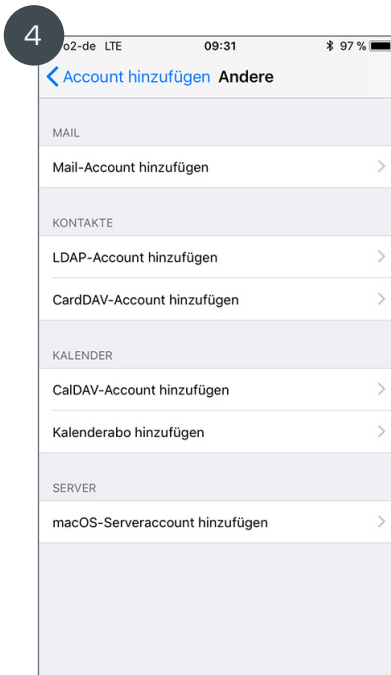 4
o2-de LTE 09:31 97 %
Account hinzufügen Andere
MAIL
Mail-Account hinzufügen
KONTAKTE
LDAP-Account hinzufügen
CardDAV-Account hinzufügen
KALENDER
CalDAV-Account hinzufügen
Kalenderabo hinzufügen
SERVER
macOS-Serveraccount hinzufügen